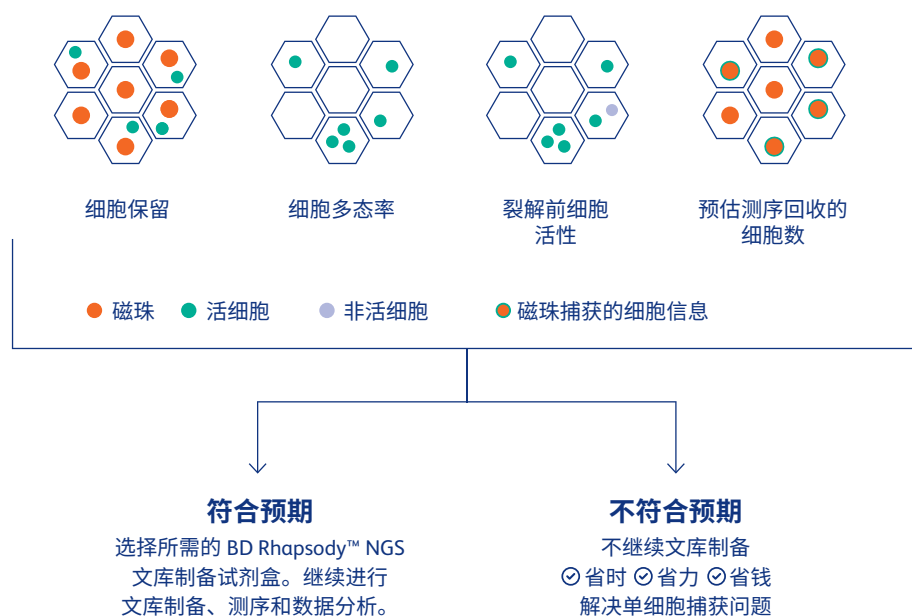 细胞保留
细胞多态率
裂解前细胞
活性
预估测序回收的
细胞数
磁珠
活细胞
非活细胞
磁珠捕获的细胞信息
符合预期
选择所需的 BD Rhapsody™ NGS
文库制备试剂盒。继续进行
文库制备、测序和数据分析。
不符合预期
不继续文库制备
省时 省力 省钱
解决单细胞捕获问题